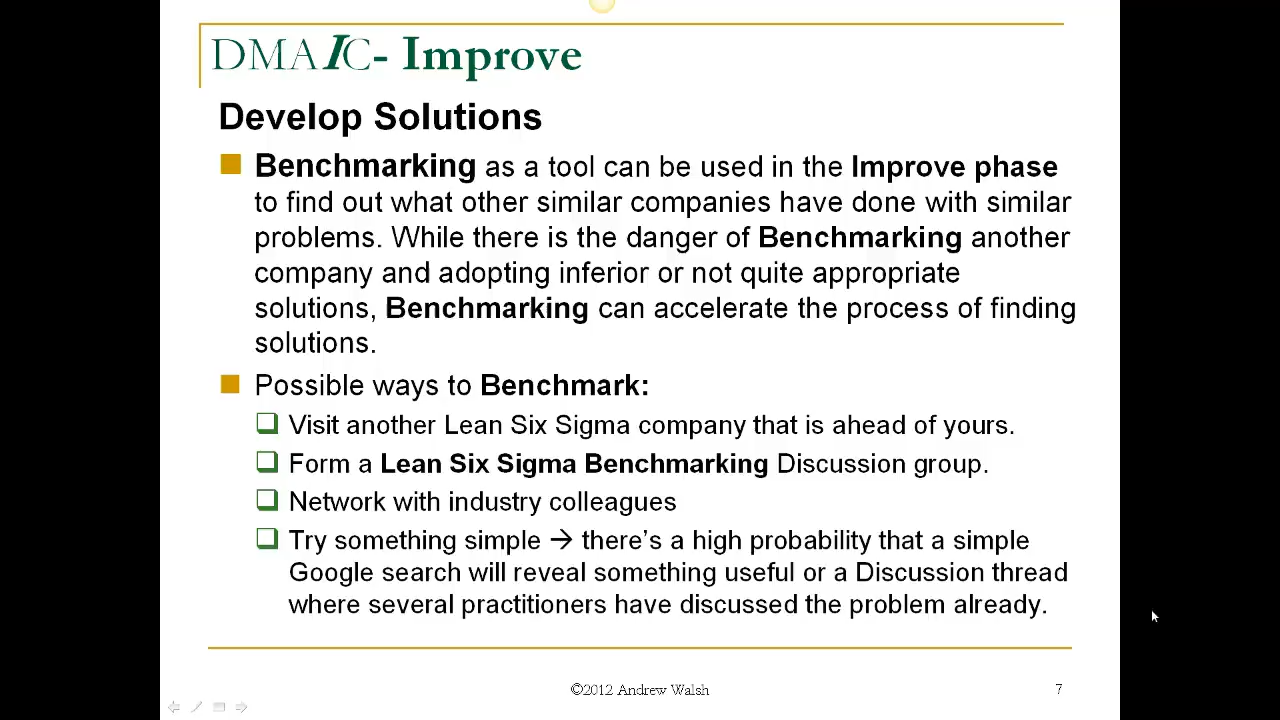 DMAIC- Improve
Develop Solutions
Benchmarking as a tool can be used in the Improve phase
to find out what other similar companies have done with similar
problems. While there is the danger of Benchmarking another
company and adopting inferior or not quite appropriate
solutions, Benchmarking can accelerate the process of finding
solutions.
Possible ways to Benchmark:
Visit another Lean Six Sigma company that is ahead of yours.
Form a Lean Six Sigma Benchmarking Discussion group.
Network with industry colleagues
Try something simple → there's a high probability that a simple
Google search will reveal something useful or a Discussion thread
where several practitioners have discussed the problem already.
©2012 Andrew Walsh
7